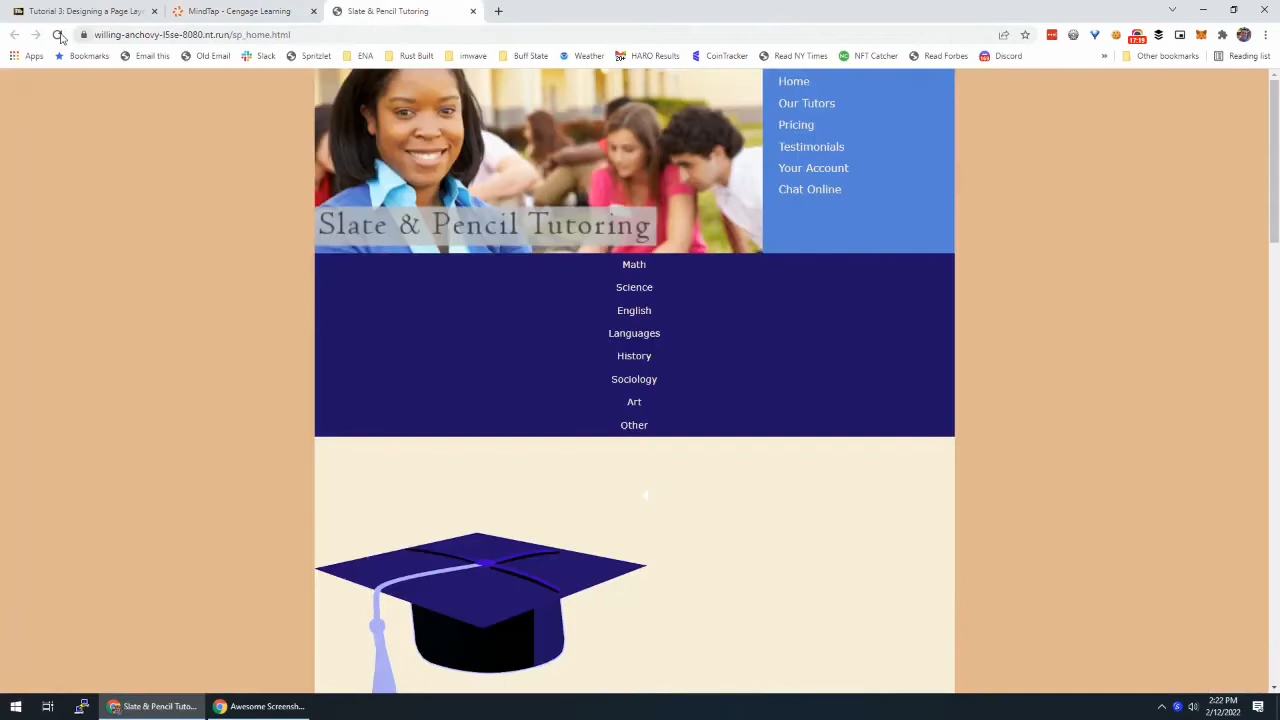 Tutorial 3: Designing a Page Lay
MindTap - Cengage Learning
Slate & Pencil Tutoring
willing-anchovy-l5se-8080.nt.run/sp_home.html
17:19
Apps
Bookmarks
Email this
Old Email
Slack
Spritzlet
ENA
Rust Built
imwave
Buff State
Weather
20+
HARO Results
CoinTracker
Read NY Times
NFT Catcher
Read Forbes
169
Discord
»
Other bookmarks
Reading list
Home
Our Tutors
Pricing
Testimonials
Your Account
Chat Online
Slate & Pencil Tutoring
Math
Science
English
Languages
History
Sociology
Art
Other
Slate & Pencil Tuto...
Awesome Screensh...
2:22 PM
2/12/2022